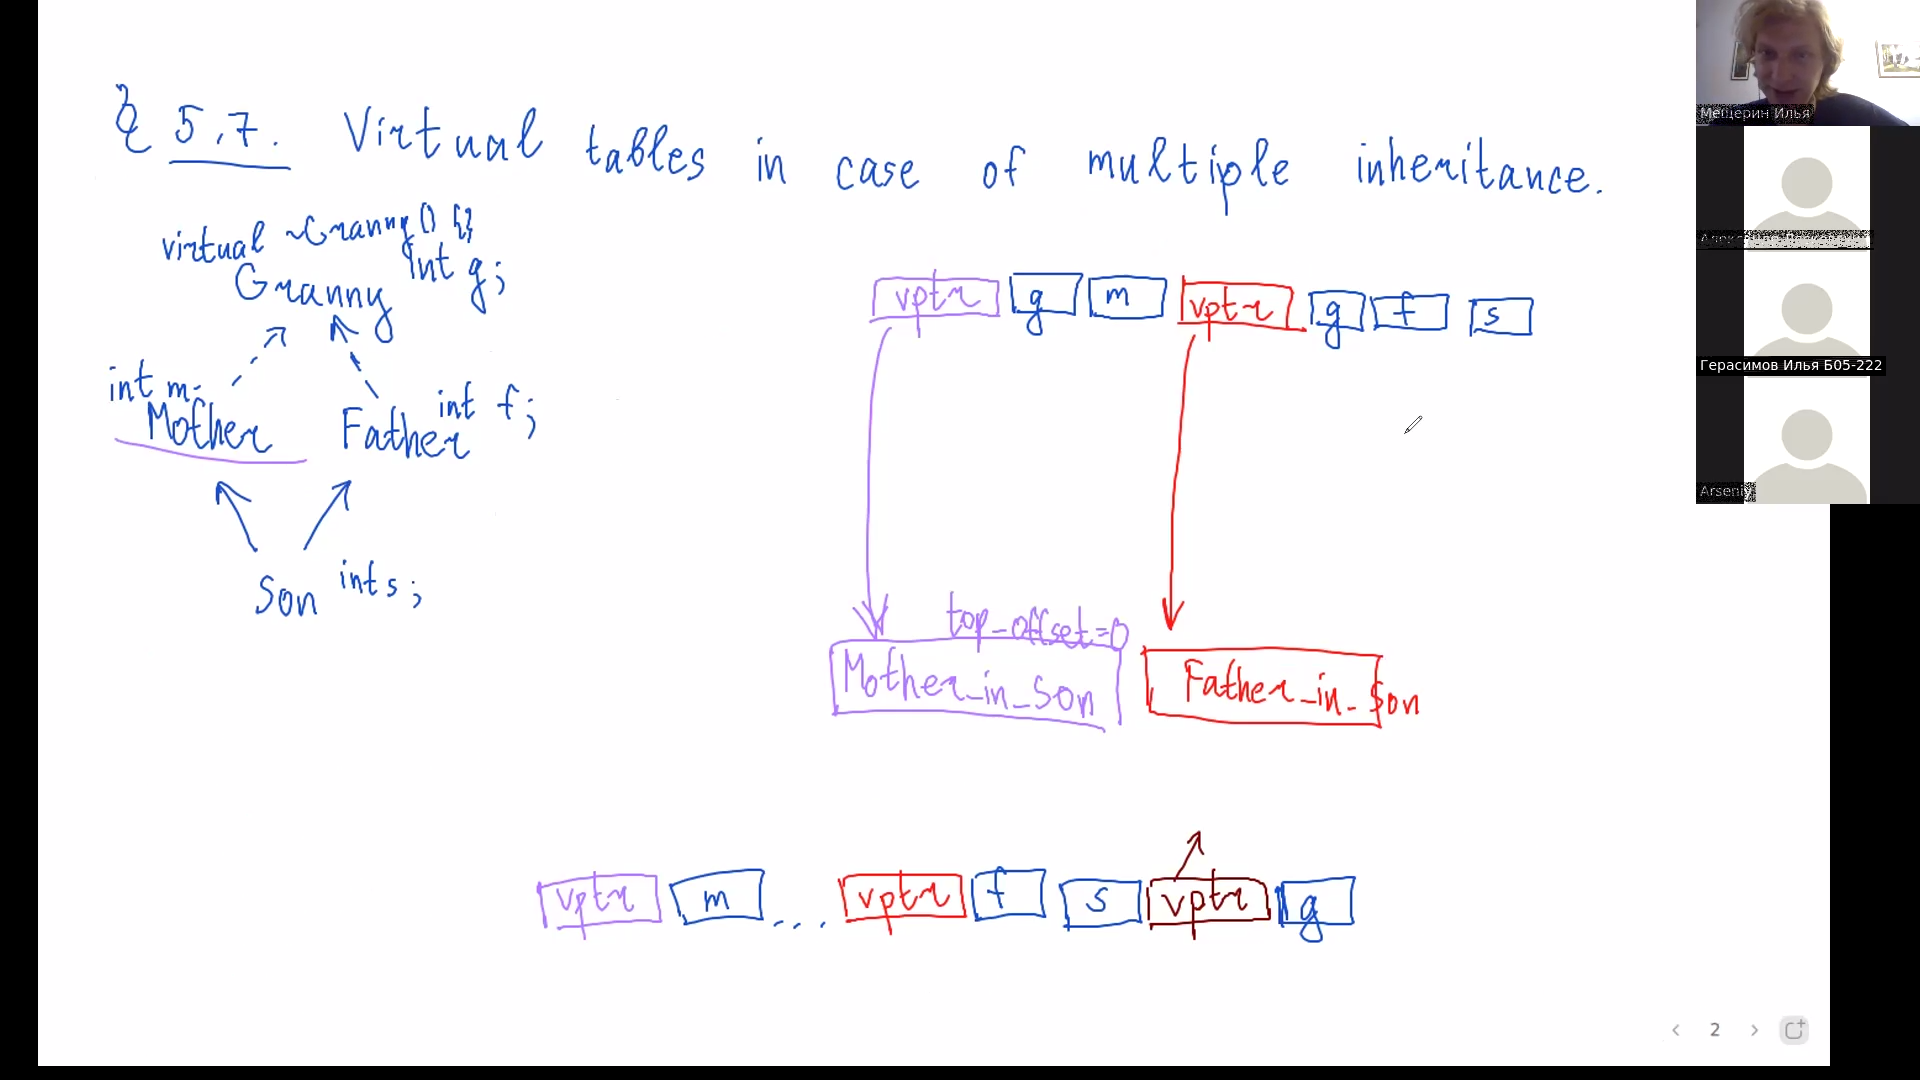 § 5.7. Virtual tables in case of multiple inheritance.
virtual ~Granny() {}
int g;
Granny
int m;
Mother
Father
int f;
Son
int s;
vptr g m vptr g f s
top_offset=0
Mother_in_son
Father_in_son
vptr m ... vptr f s vptr g
Мещерин Илья
Герасимов Илья Б05-222
Arseniy
2